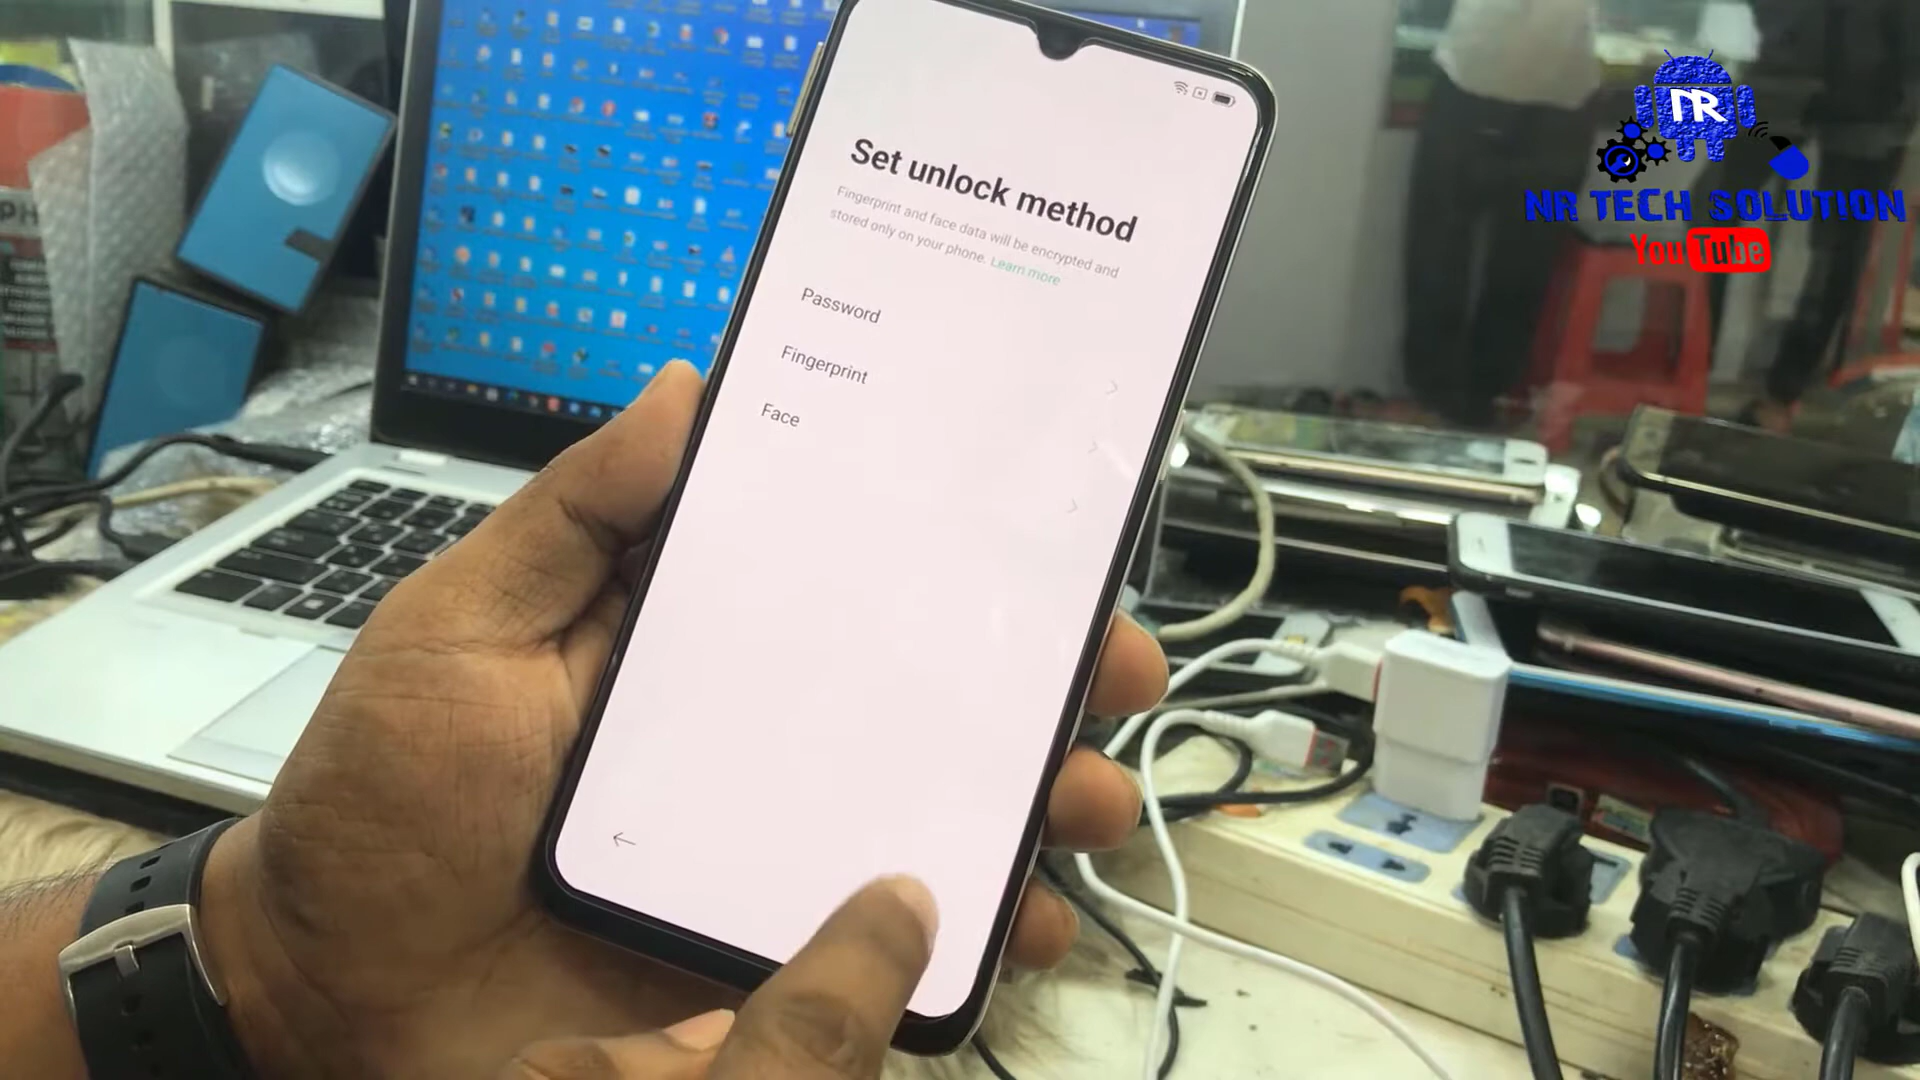 Set unlock method
Fingerprint and face data will be encrypted and
stored only on your phone. Learn more
Password
Fingerprint
Face
NR
NR TECH SOLUTION
YouTube
PH